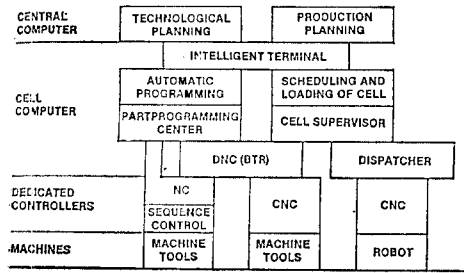 CENTRAL
COMPUTER
TECHNOLOGICAL
PLANNING
PRODUCTION
PLANNING
INTELLIGENT TERMINAL
CELL
COMPUTER
AUTOMATIC
PROGRAMMING
SCHEDULING AND
LOADING OF CELL
PARTPROGRAMMING
CENTER
CELL SUPERVISOR
DNC (BTR)
DISPATCHER
DEDICATED
CONTROLLERS
NC
SEQUENCE
CONTROL
CNC
CNC
MACHINES
MACHINE
TOOLS
MACHINE
TOOLS
ROBOT